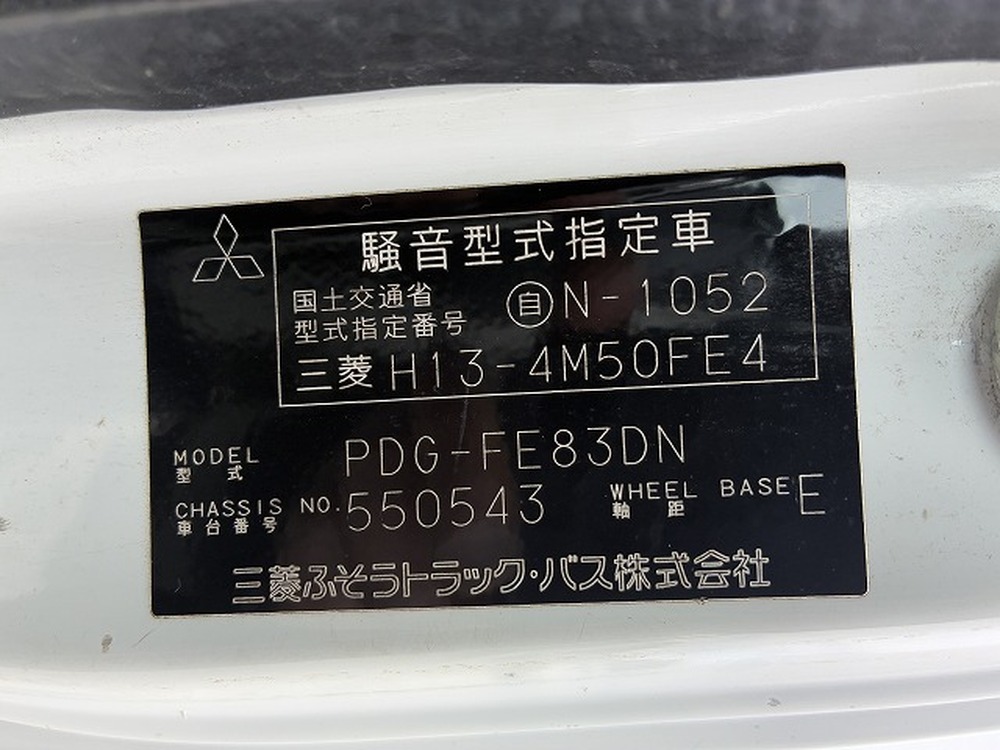 騒音型式指定車
国土交通省
型式指定番号 自N-1052
三菱 H13-4M50FE4
MODEL PDG-FE83DN
型式
CHASSIS NO. 550543 WHEEL BASE E
車台番号 軸距
三菱ふそうトラック・バス株式会社